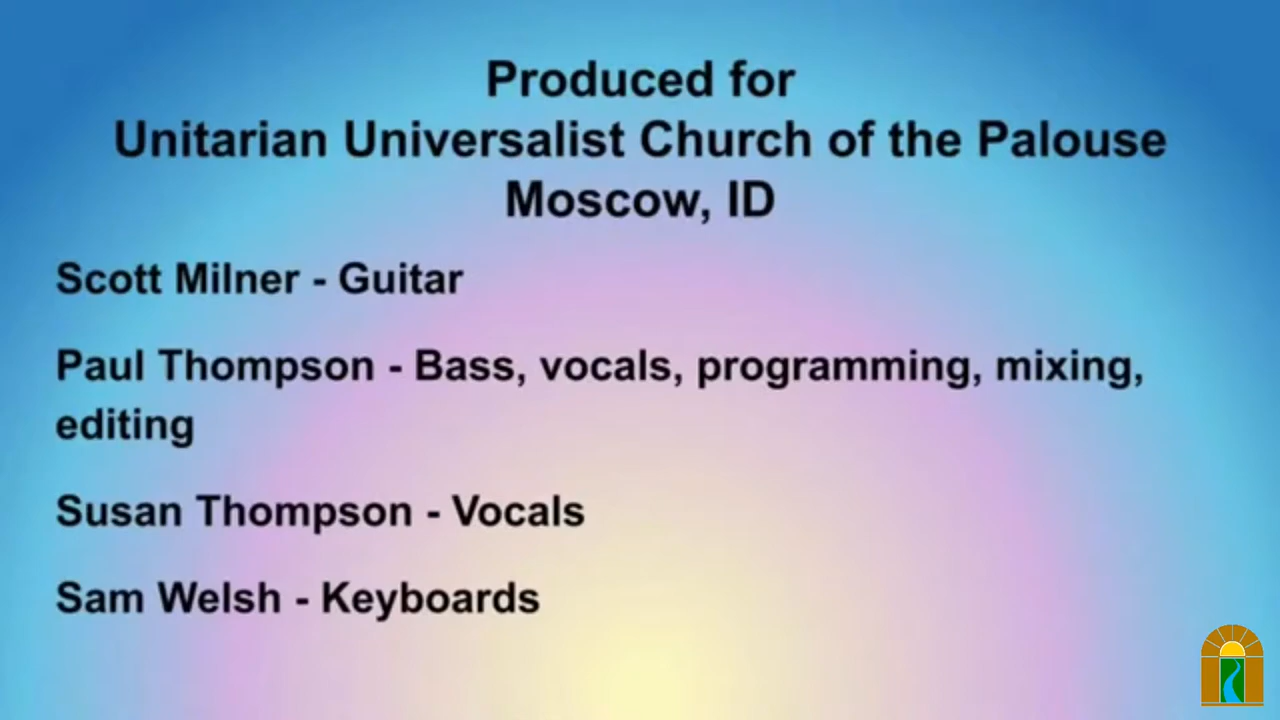 Produced for
Unitarian Universalist Church of the Palouse
Moscow, ID
Scott Milner - Guitar
Paul Thompson - Bass, vocals, programming, mixing,
editing
Susan Thompson - Vocals
Sam Welsh - Keyboards